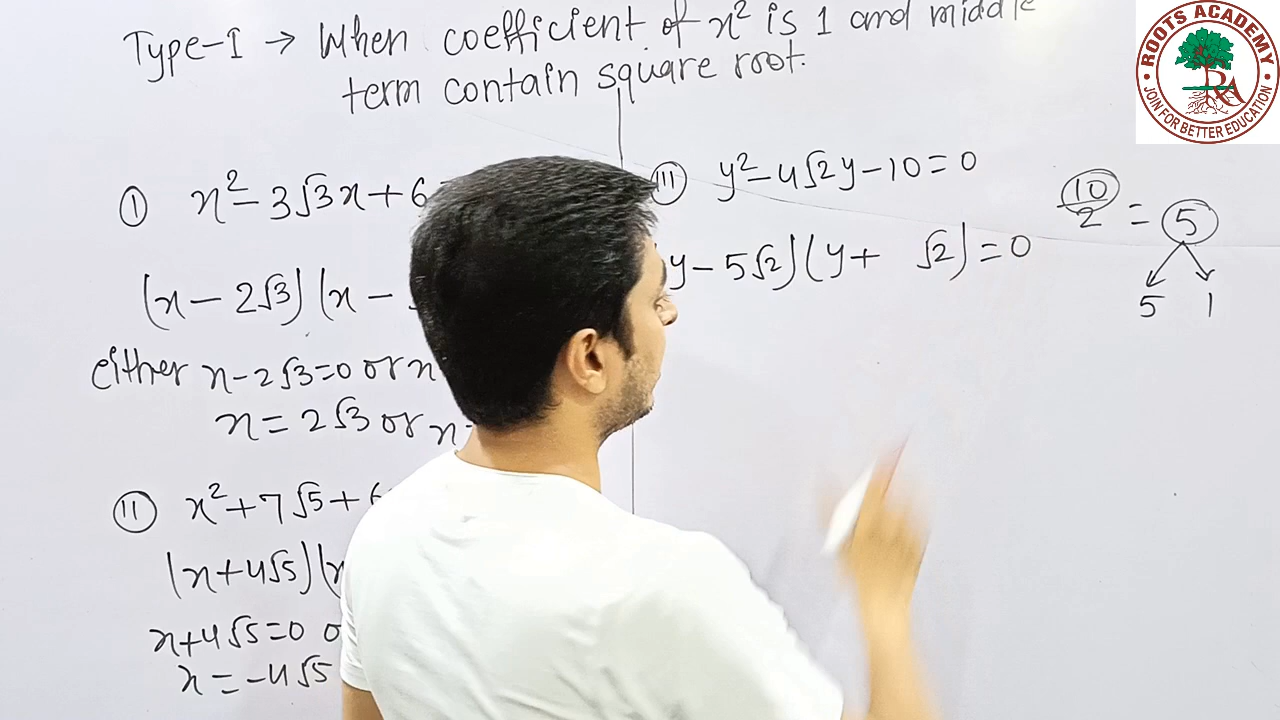 Type-I → When coefficient of x² is 1 and middle
term contain square root.
ROOTS ACADEMY
RA
JOIN FOR BETTER EDUCATION
(I) x² - 3√3x + 6
(x - 2√3) (x -
either x - 2√3 = 0 or x
x = 2√3 or x
(II) x² + 7√5 + 6
(x + 4√5) (x
x + 4√5 = 0 o
x = -4√5
(III) y² - 4√2y - 10 = 0
y - 5√2) (y + √2) = 0
10/2 = 5
5 1